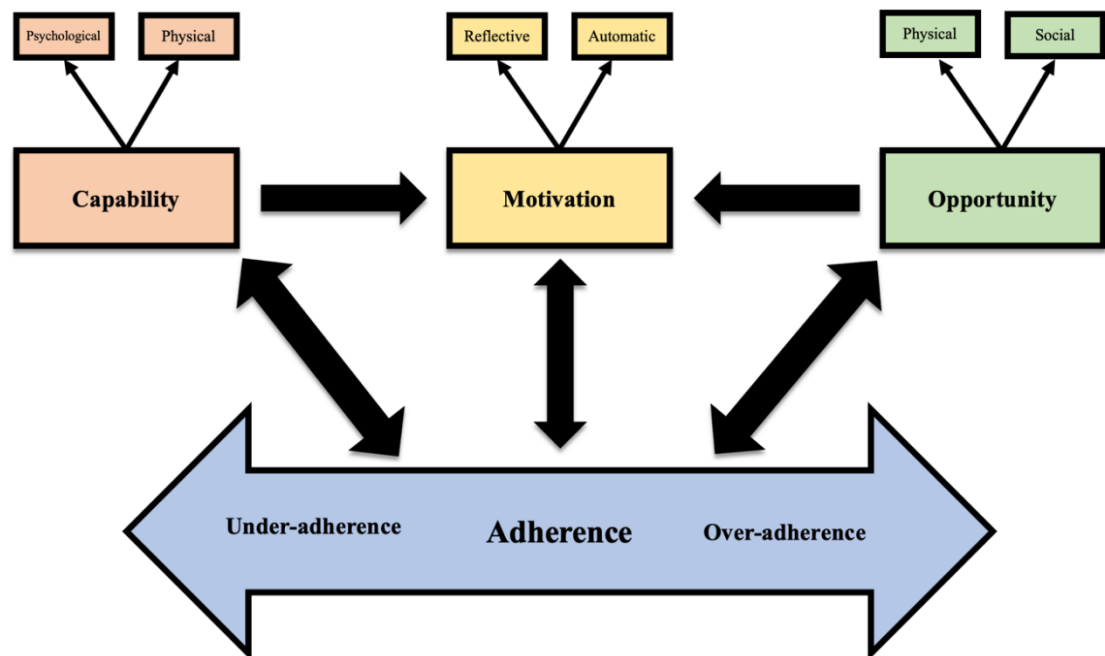 Psychological
Physical
Reflective
Automatic
Physical
Social
Capability
Motivation
Opportunity
Under-adherence
Adherence
Over-adherence